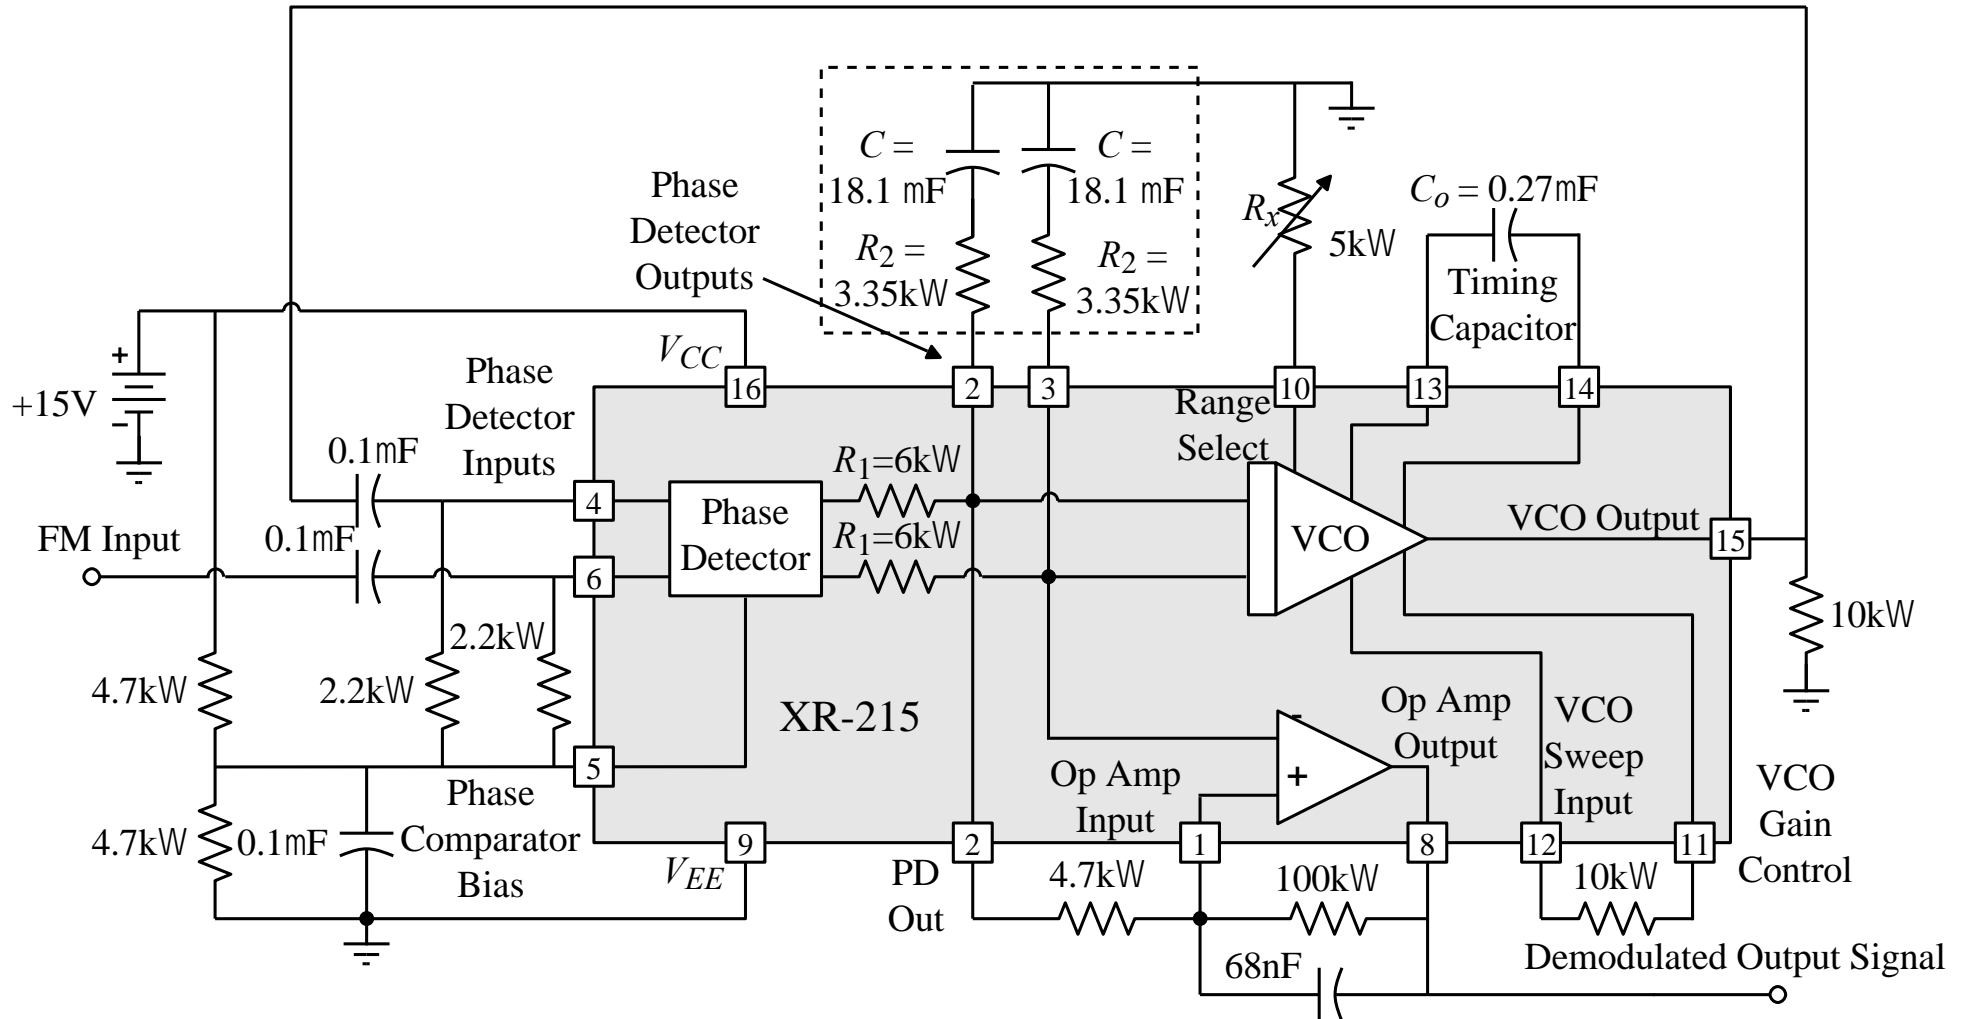 C =
18.1 mF
C =
18.1 mF
R2 =
3.35kW
R2 =
3.35kW
Phase
Detector
Outputs
Rx
5kW
Co = 0.27mF
Timing
Capacitor
+15V
+
-
VCC
16
2
3
10
13
14
Phase
Detector
Inputs
Range
Select
0.1mF
0.1mF
FM Input
4
6
Phase
Detector
R1=6kW
R1=6kW
VCO
VCO Output
15
10kW
4.7kW
2.2kW
2.2kW
XR-215
5
Phase
Comparator
Bias
4.7kW
0.1mF
-
+
Op Amp
Input
Op Amp
Output
VCO
Sweep
Input
VCO
Gain
Control
VEE
9
2
1
8
12
11
PD
Out
4.7kW
100kW
10kW
68nF
Demodulated Output Signal